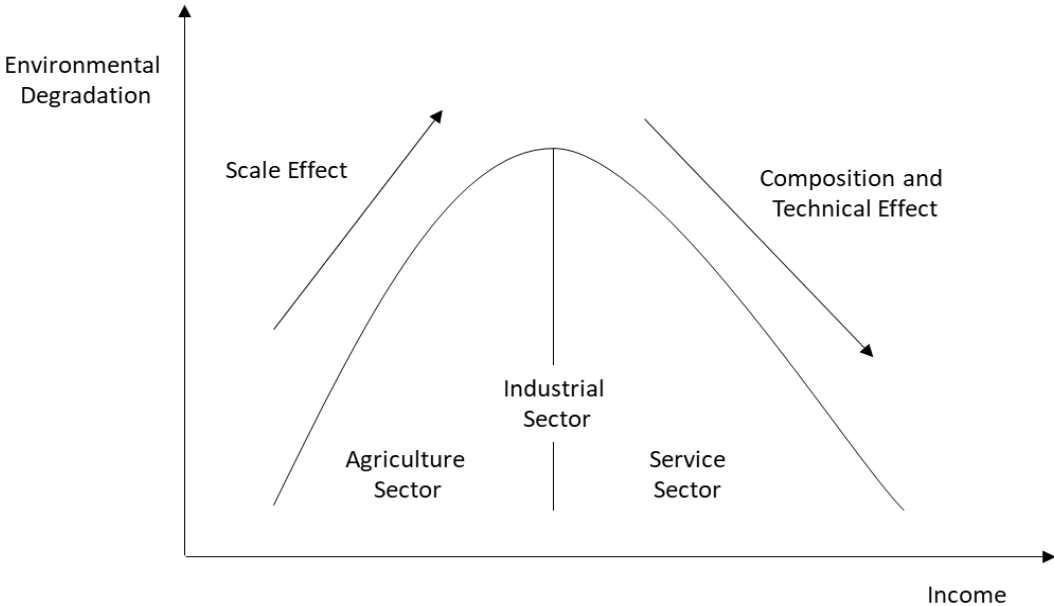 Environmental
Degradation
Scale Effect
Composition and
Technical Effect
Industrial
Sector
Agriculture
Sector
Service
Sector
Income